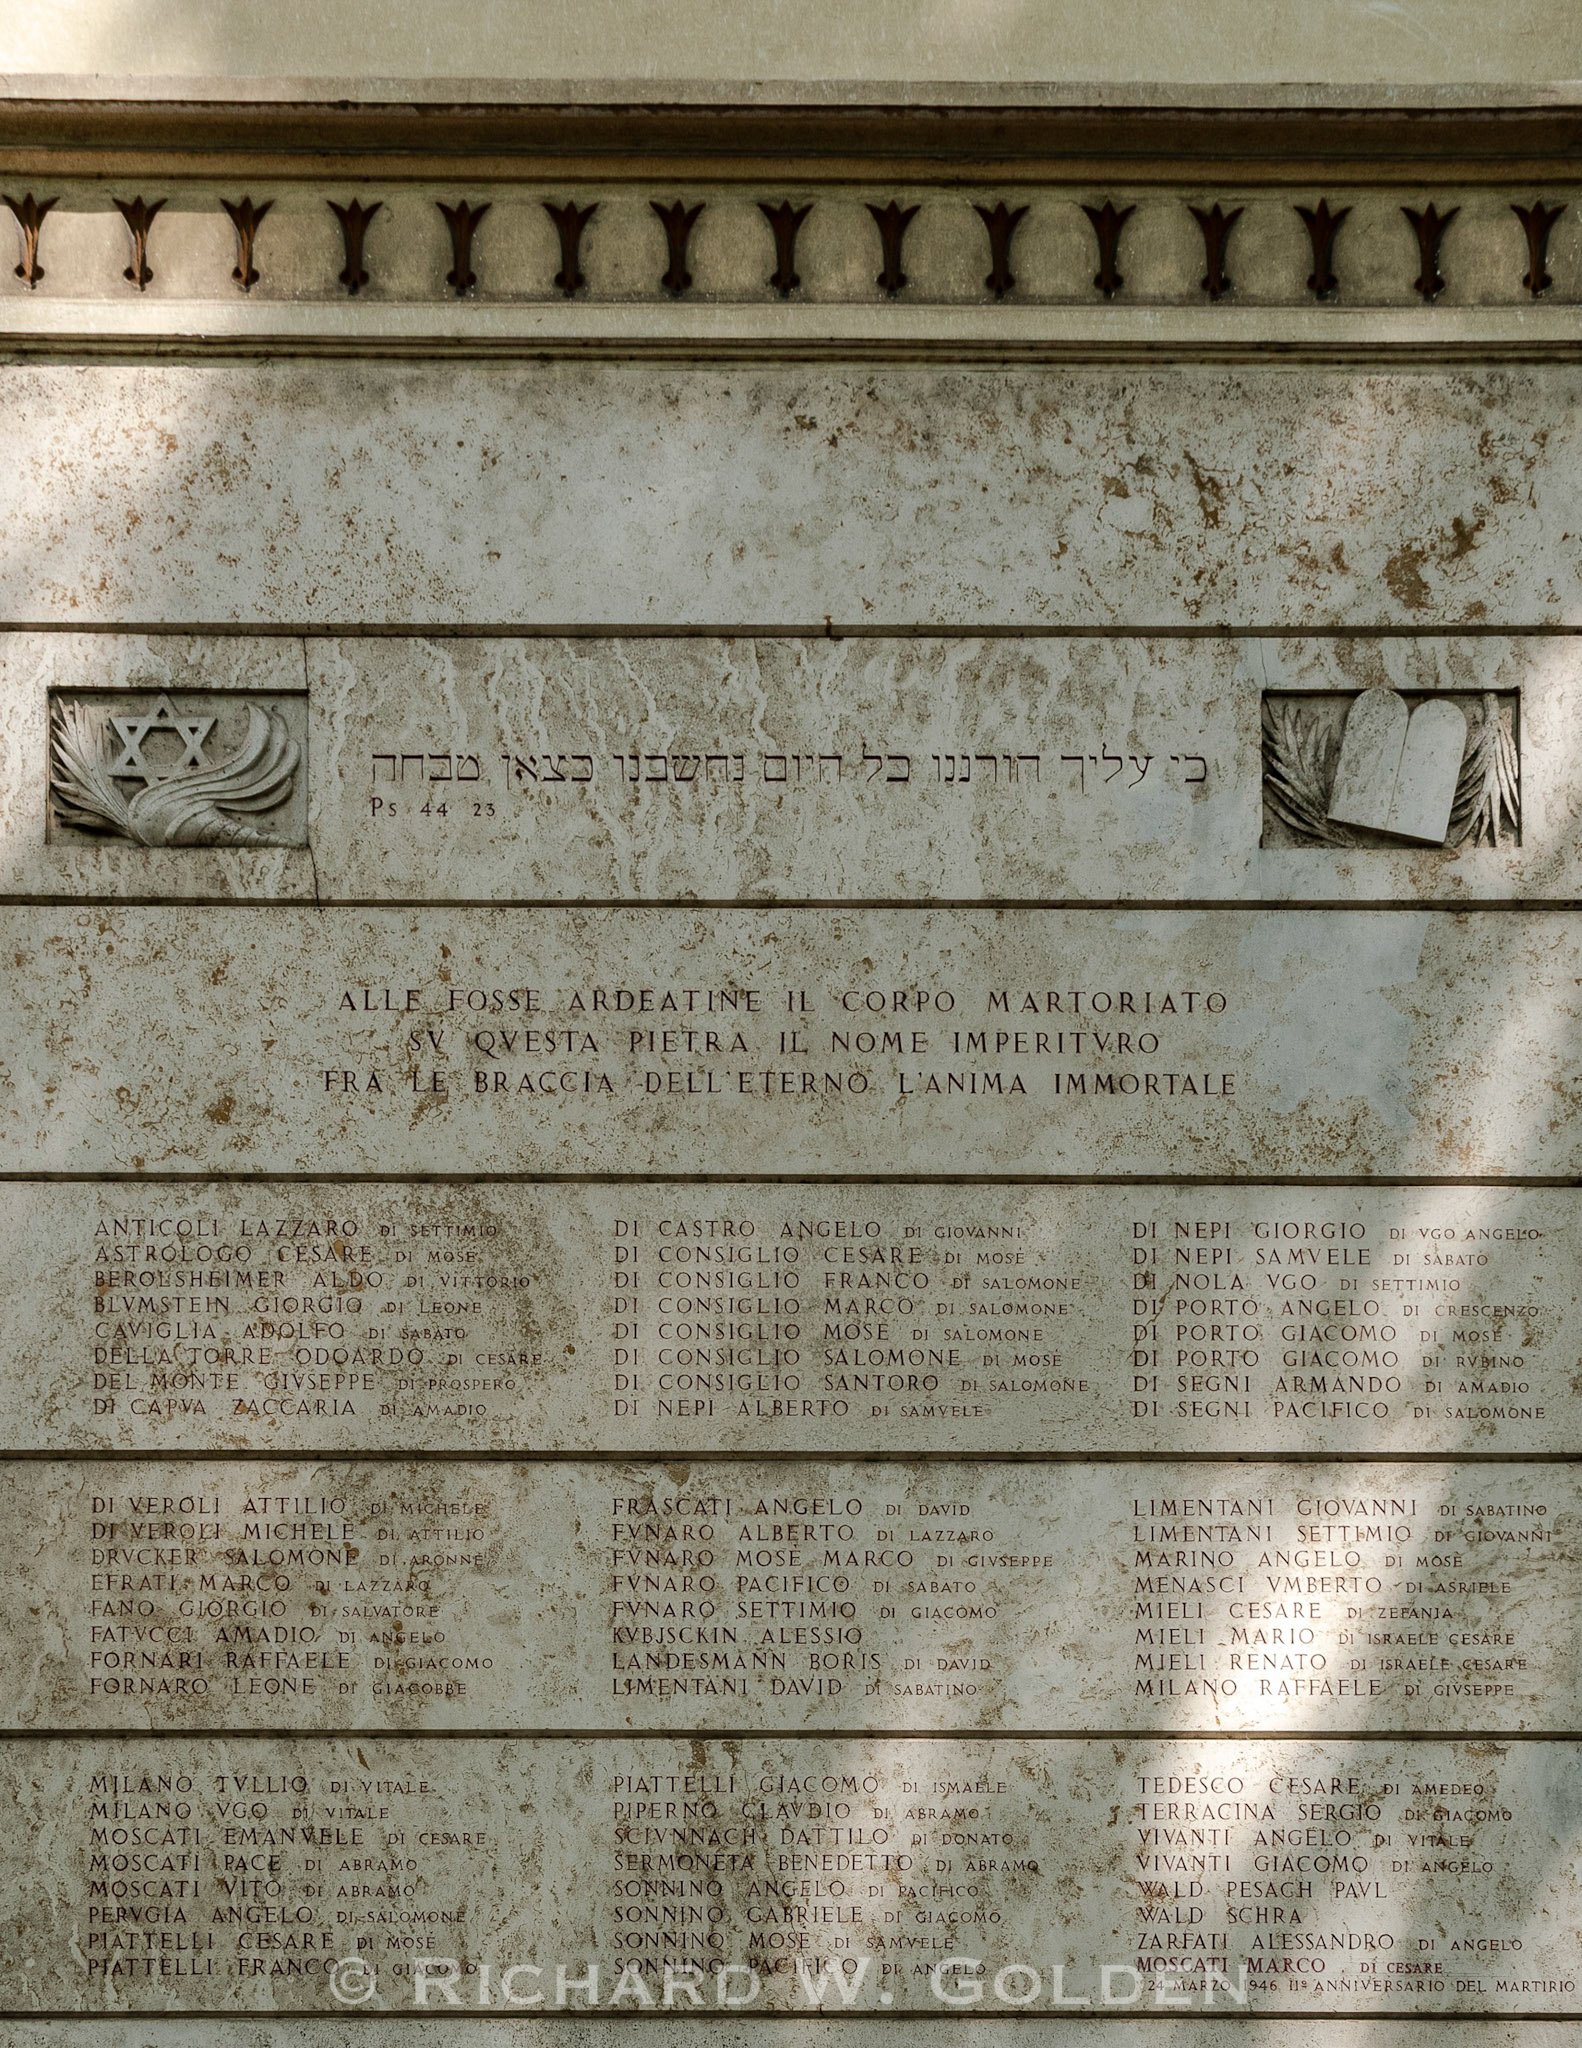 כי עליך הורגנו כל היום נחשבנו כצאן טבחה
Ps 44 23
ALLE FOSSE ARDEATINE IL CORPO MARTORIATO
SV QVESTA PIETRA IL NOME IMPERITVRO
FRA LE BRACCIA DELL'ETERNO L'ANIMA IMMORTALE
ANTICOLI LAZZARO DI SETTIMIO
ASTROLOGO CESARE DI MOSÈ
BEROLSHEIMER ALDO DI VITTORIO
BLVMSTEIN GIORGIO DI LEONE
CAVIGLIA ADOLFO DI SABATO
DELLA TORRE ODOARDO DI CESARE
DEL MONTE GIVSEPPE DI PROSPERO
DI CAPVA ZACCARIA DI AMADIO
DI CASTRO ANGELO DI GIOVANNI
DI CONSIGLIO CESARE DI MOSÈ
DI CONSIGLIO FRANCO DI SALOMONE
DI CONSIGLIO MARCO DI SALOMONE
DI CONSIGLIO MOSÈ DI SALOMONE
DI CONSIGLIO SALOMONE DI MOSÈ
DI CONSIGLIO SANTORO DI SALOMONE
DI NEPI ALBERTO DI SAMVELE
DI NEPI GIORGIO DI VGO ANGELO
DI NEPI SAMVELE DI SABATO
DI NOLA VGO DI SETTIMIO
DI PORTO ANGELO DI CRESCENZO
DI PORTO GIACOMO DI MOSÈ
DI PORTO GIACOMO DI RVBINO
DI SEGNI ARMANDO DI AMADIO
DI SEGNI PACIFICO DI SALOMONE
DI VEROLI ATTILIO DI MICHELE
DI VEROLI MICHELE DI ATTILIO
DRVCKER SALOMONE DI ARONNE
EFRATI MARCO DI LAZZARO
FANO GIORGIO DI SALVATORE
FATVCCI AMADIO DI ANGELO
FORNARI RAFFAELE DI GIACOMO
FORNARO LEONE DI GIACOBBE
FRASCATI ANGELO DI DAVID
FVNARO ALBERTO DI LAZZARO
FVNARO MOSÈ MARCO DI GIVSEPPE
FVNARO PACIFICO DI SABATO
FVNARO SETTIMIO DI GIACOMO
KVBJSCKIN ALESSIO
LANDESMANN BORIS DI DAVID
LIMENTANI DAVID DI SABATINO
LIMENTANI GIOVANNI DI SABATINO
LIMENTANI SETTIMIO DI GIOVANNI
MARINO ANGELO DI MOSÈ
MENASCI VMBERTO DI ASRIELE
MIELI CESARE DI ZEFANIA
MIELI MARIO DI ISRAELE CESARE
MIELI RENATO DI ISRAELE CESARE
MILANO RAFFAELE DI GIVSEPPE
MILANO TVLLIO DI VITALE
MILANO VGO DI VITALE
MOSCATI EMANVELE DI CESARE
MOSCATI PACE DI ABRAMO
MOSCATI VITO DI ABRAMO
PERVGIA ANGELO DI SALOMONE
PIATTELLI CESARE DI MOSÈ
PIATTELLI FRANCO DI GIACOMO
PIATTELLI GIACOMO DI ISMAELE
PIPERNO CLAVDIO DI ABRAMO
SCIVNNACH DATTILO DI DONATO
SERMONETA BENEDETTO DI ABRAMO
SONNINO ANGELO DI PACIFICO
SONNINO GABRIELE DI GIACOMO
SONNINO MOSÈ DI SAMVELE
SONNINO PACIFICO DI ANGELO
TEDESCO CESARE DI AMEDEO
TERRACINA SERGIO DI GIACOMO
VIVANTI ANGELO DI VITALE
VIVANTI GIACOMO DI ANGELO
WALD PESACH PAVL
WALD SCHRA
ZARFATI ALESSANDRO DI ANGELO
MOSCATI MARCO DI CESARE
24 MARZO 1946 IIº ANNIVERSARIO DEL MARTIRIO
© RICHARD W. GOLDEN